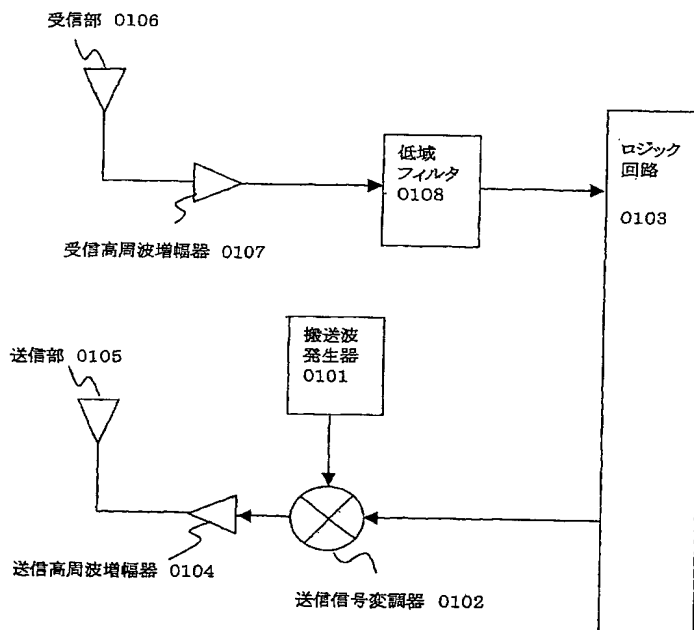 受信部 0106
低域
フィルタ
0108
ロジック
回路
0103
受信高周波増幅器 0107
搬送波
発生器
0101
送信部 0105
送信高周波増幅器 0104
送信信号変調器 0102